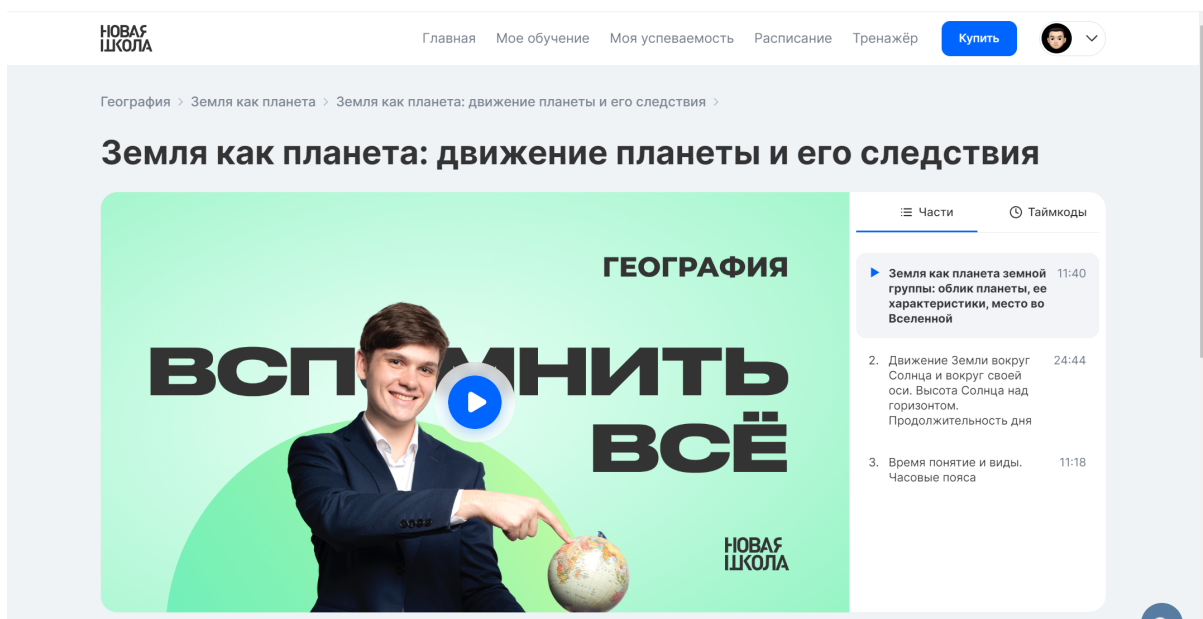 НОВАЯ
ШКОЛА
Главная Мое обучение Моя успеваемость Расписание Тренажёр Купить
География > Земля как планета > Земля как планета: движение планеты и его следствия >
Земля как планета: движение планеты и его следствия
ГЕОГРАФИЯ
ВСПОМНИТЬ
ВСЁ
НОВАЯ
ШКОЛА
Части Таймкоды
Земля как планета земной 11:40
группы: облик планеты, ее
характеристики, место во
Вселенной
2. Движение Земли вокруг 24:44
Солнца и вокруг своей
оси. Высота Солнца над
горизонтом.
Продолжительность дня
3. Время понятие и виды. 11:18
Часовые пояса